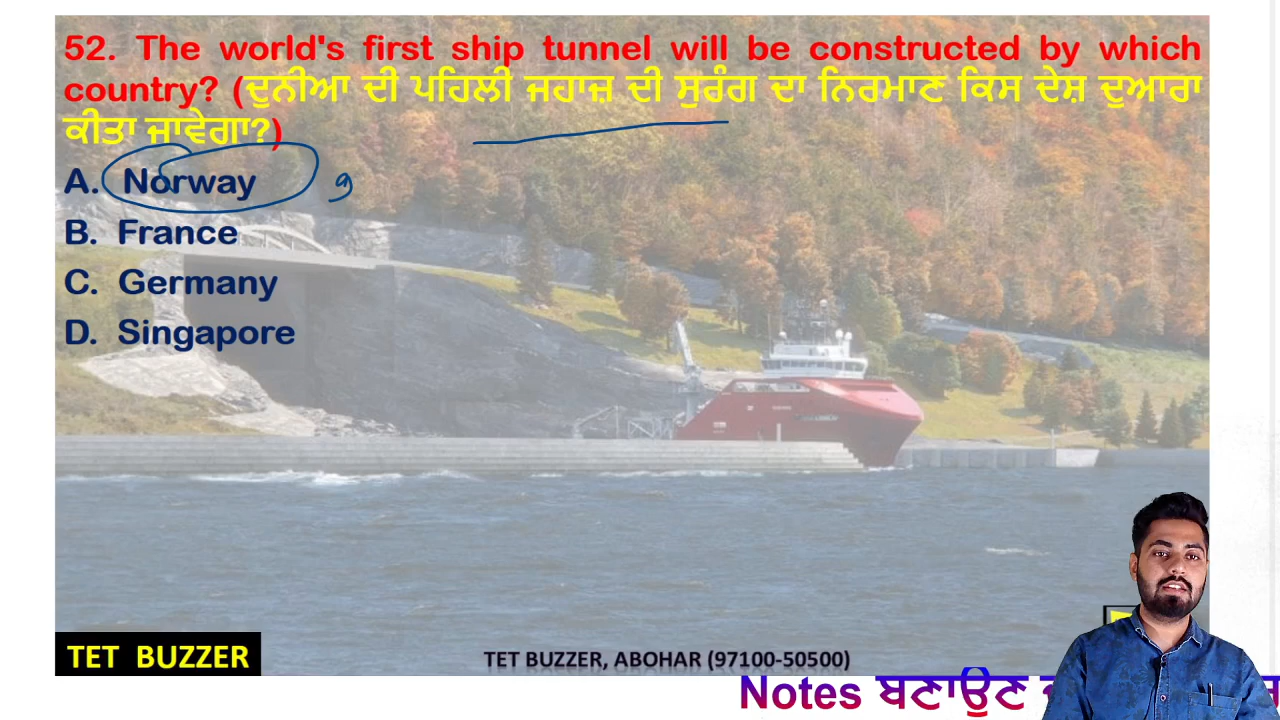 52. The world's first ship tunnel will be constructed by which
country? (ਦੁਨੀਆ ਦੀ ਪਹਿਲੀ ਜਹਾਜ਼ ਦੀ ਸੁਰੰਗ ਦਾ ਨਿਰਮਾਣ ਕਿਸ ਦੇਸ਼ ਦੁਆਰਾ
ਕੀਤਾ ਜਾਵੇਗਾ?)
A. Norway
B. France
C. Germany
D. Singapore
TET BUZZER
TET BUZZER, ABOHAR (97100-50500)
Notes ਬਣਾਉਣ